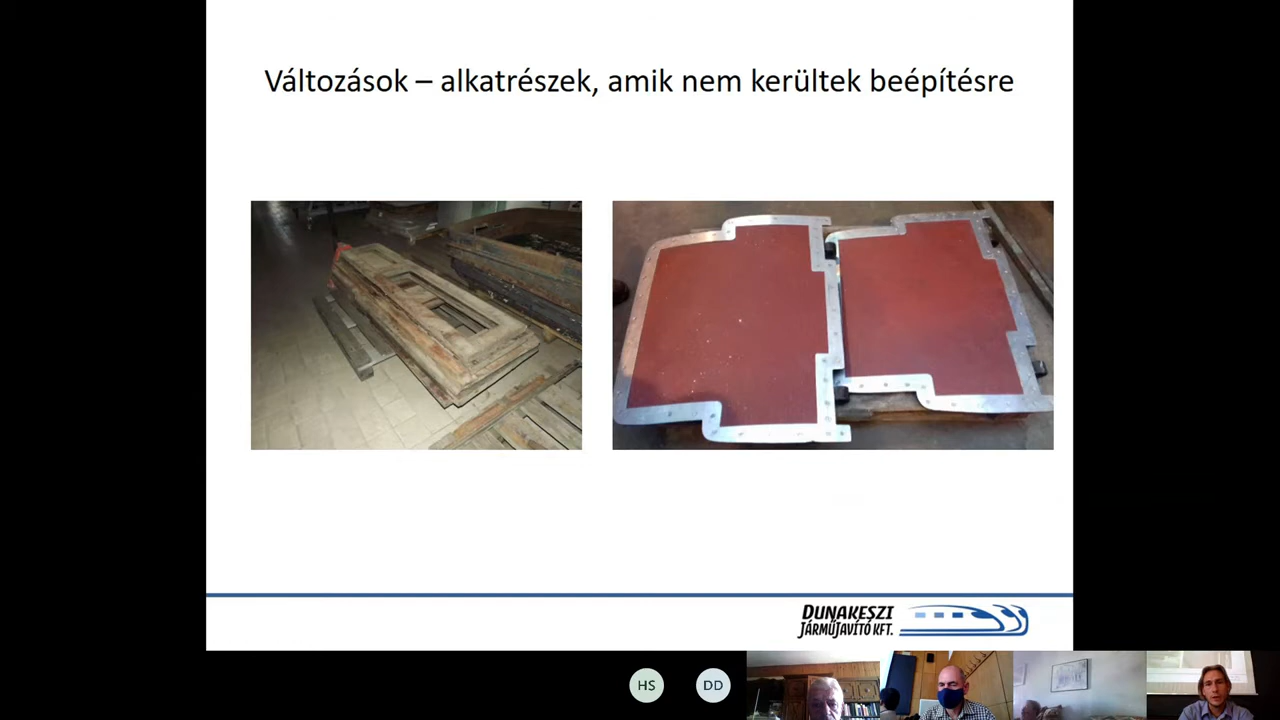 Változások – alkatrészek, amik nem kerültek beépítésre
DUNAKESZI
JÁRMŰJAVÍTÓ KFT.
HS
DD